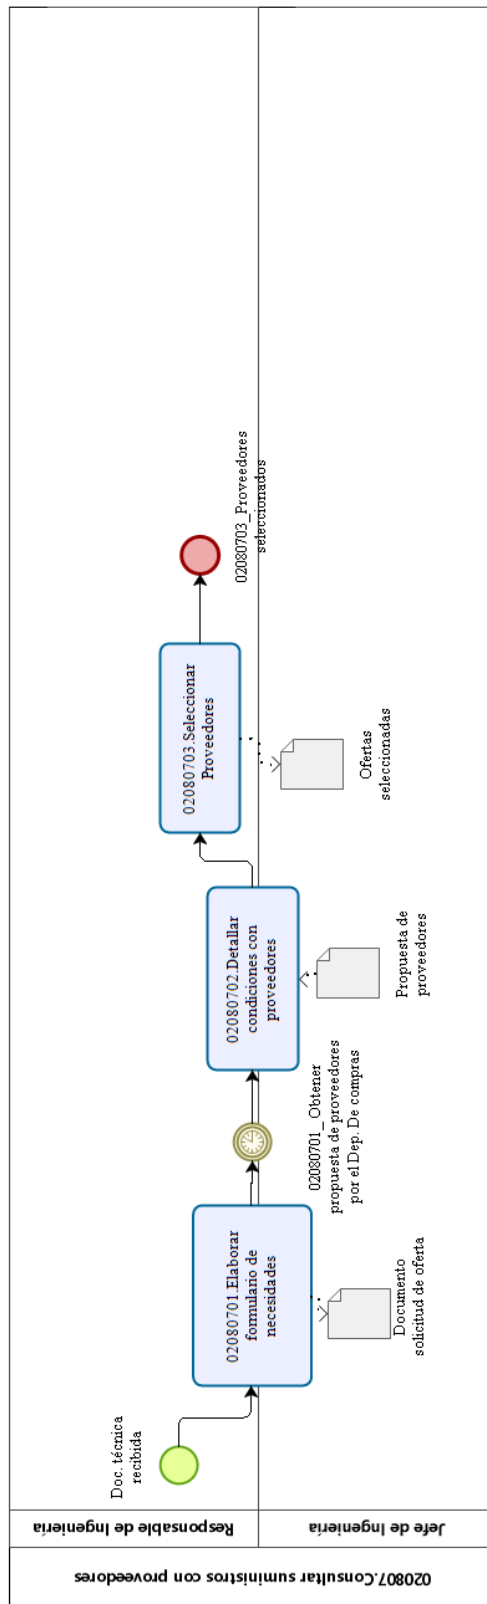 020807.Consultar suministros con proveedores
Responsable de Ingeniería
Jefe de Ingeniería
Doc. técnica
recibida
02080701.Elaborar
formulario de
necesidades
Documento
solicitud de oferta
02080701_Obtener
propuesta de proveedores
por el Dep. De compras
02080702.Detallar
condiciones con
proveedores
Propuesta de
proveedores
02080703.Seleccionar
Proveedores
Ofertas
seleccionadas
02080703_Proveedores
seleccionados